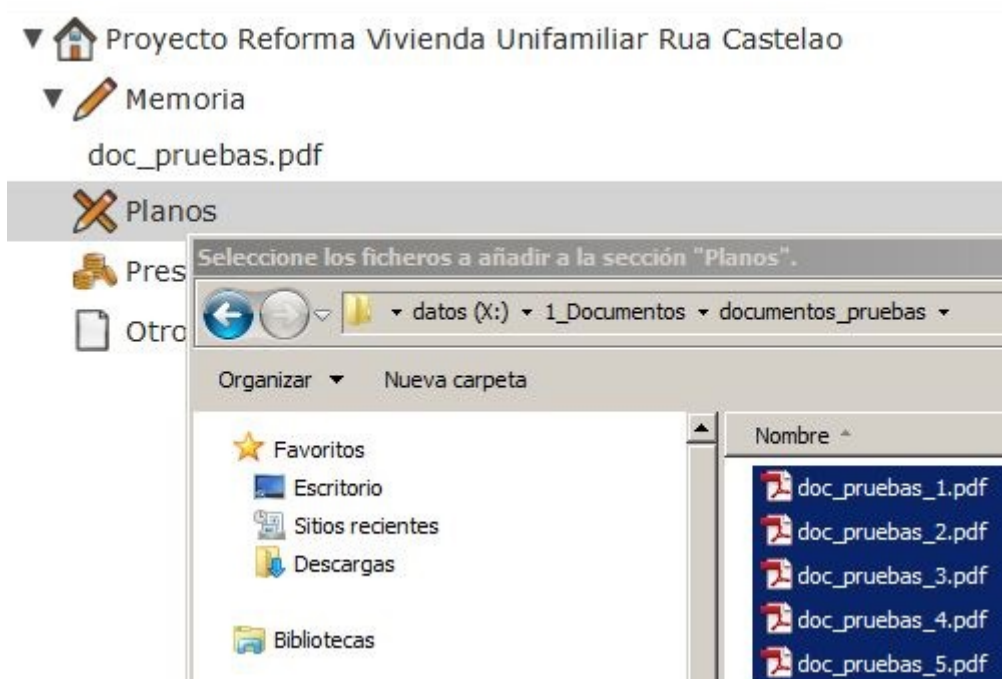 Proyecto Reforma Vivienda Unifamiliar Rua Castelao
Memoria
doc_pruebas.pdf
Planos
Pres
Otro
Seleccione los ficheros a añadir a la sección "Planos".
datos (X:) 1_Documentos documentos_pruebas
Organizar Nueva carpeta
Favoritos
Escritorio
Sitios recientes
Descargas
Bibliotecas
Nombre
doc_pruebas_1.pdf
doc_pruebas_2.pdf
doc_pruebas_3.pdf
doc_pruebas_4.pdf
doc_pruebas_5.pdf